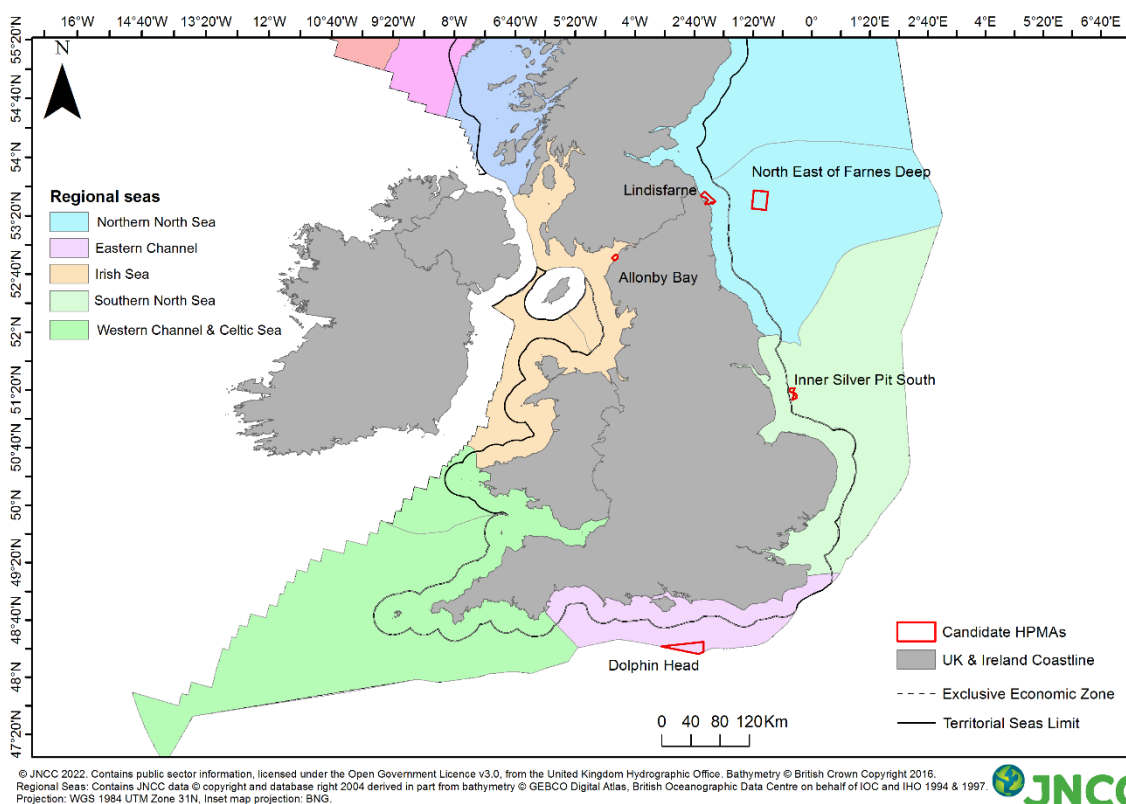 16°W 14°40'W 13°20'W 12°W 10°40'W 9°20'W 8°W 6°40'W 5°20'W 4°W 2°40'W 1°20'W 0° 1°20'E 2°40'E 4°E 5°20'E 6°40'E
55°20'N
54°40'N
54°N
53°20'N
52°40'N
52°N
51°20'N
50°40'N
50°N
49°20'N
48°40'N
48°N
47°20'N
N
North East of Farnes Deep
Lindisfarne
Allonby Bay
Inner Silver Pit South
Dolphin Head
Regional seas
Northern North Sea
Eastern Channel
Irish Sea
Southern North Sea
Western Channel & Celtic Sea
Candidate HPMAs
UK & Ireland Coastline
Exclusive Economic Zone
Territorial Seas Limit
0 40 80 120 Km
© JNCC 2022. Contains public sector information, licensed under the Open Government Licence v3.0, from the United Kingdom Hydrographic Office. Bathymetry © British Crown Copyright 2016.
Regional Seas: Contains JNCC data © copyright and database right 2004 derived in part from bathymetry © GEBCO Digital Atlas, British Oceanographic Data Centre on behalf of IOC and IHO 1994 & 1997.
Projection: WGS 1984 UTM Zone 31N, Inset map projection: BNG.
JNCC